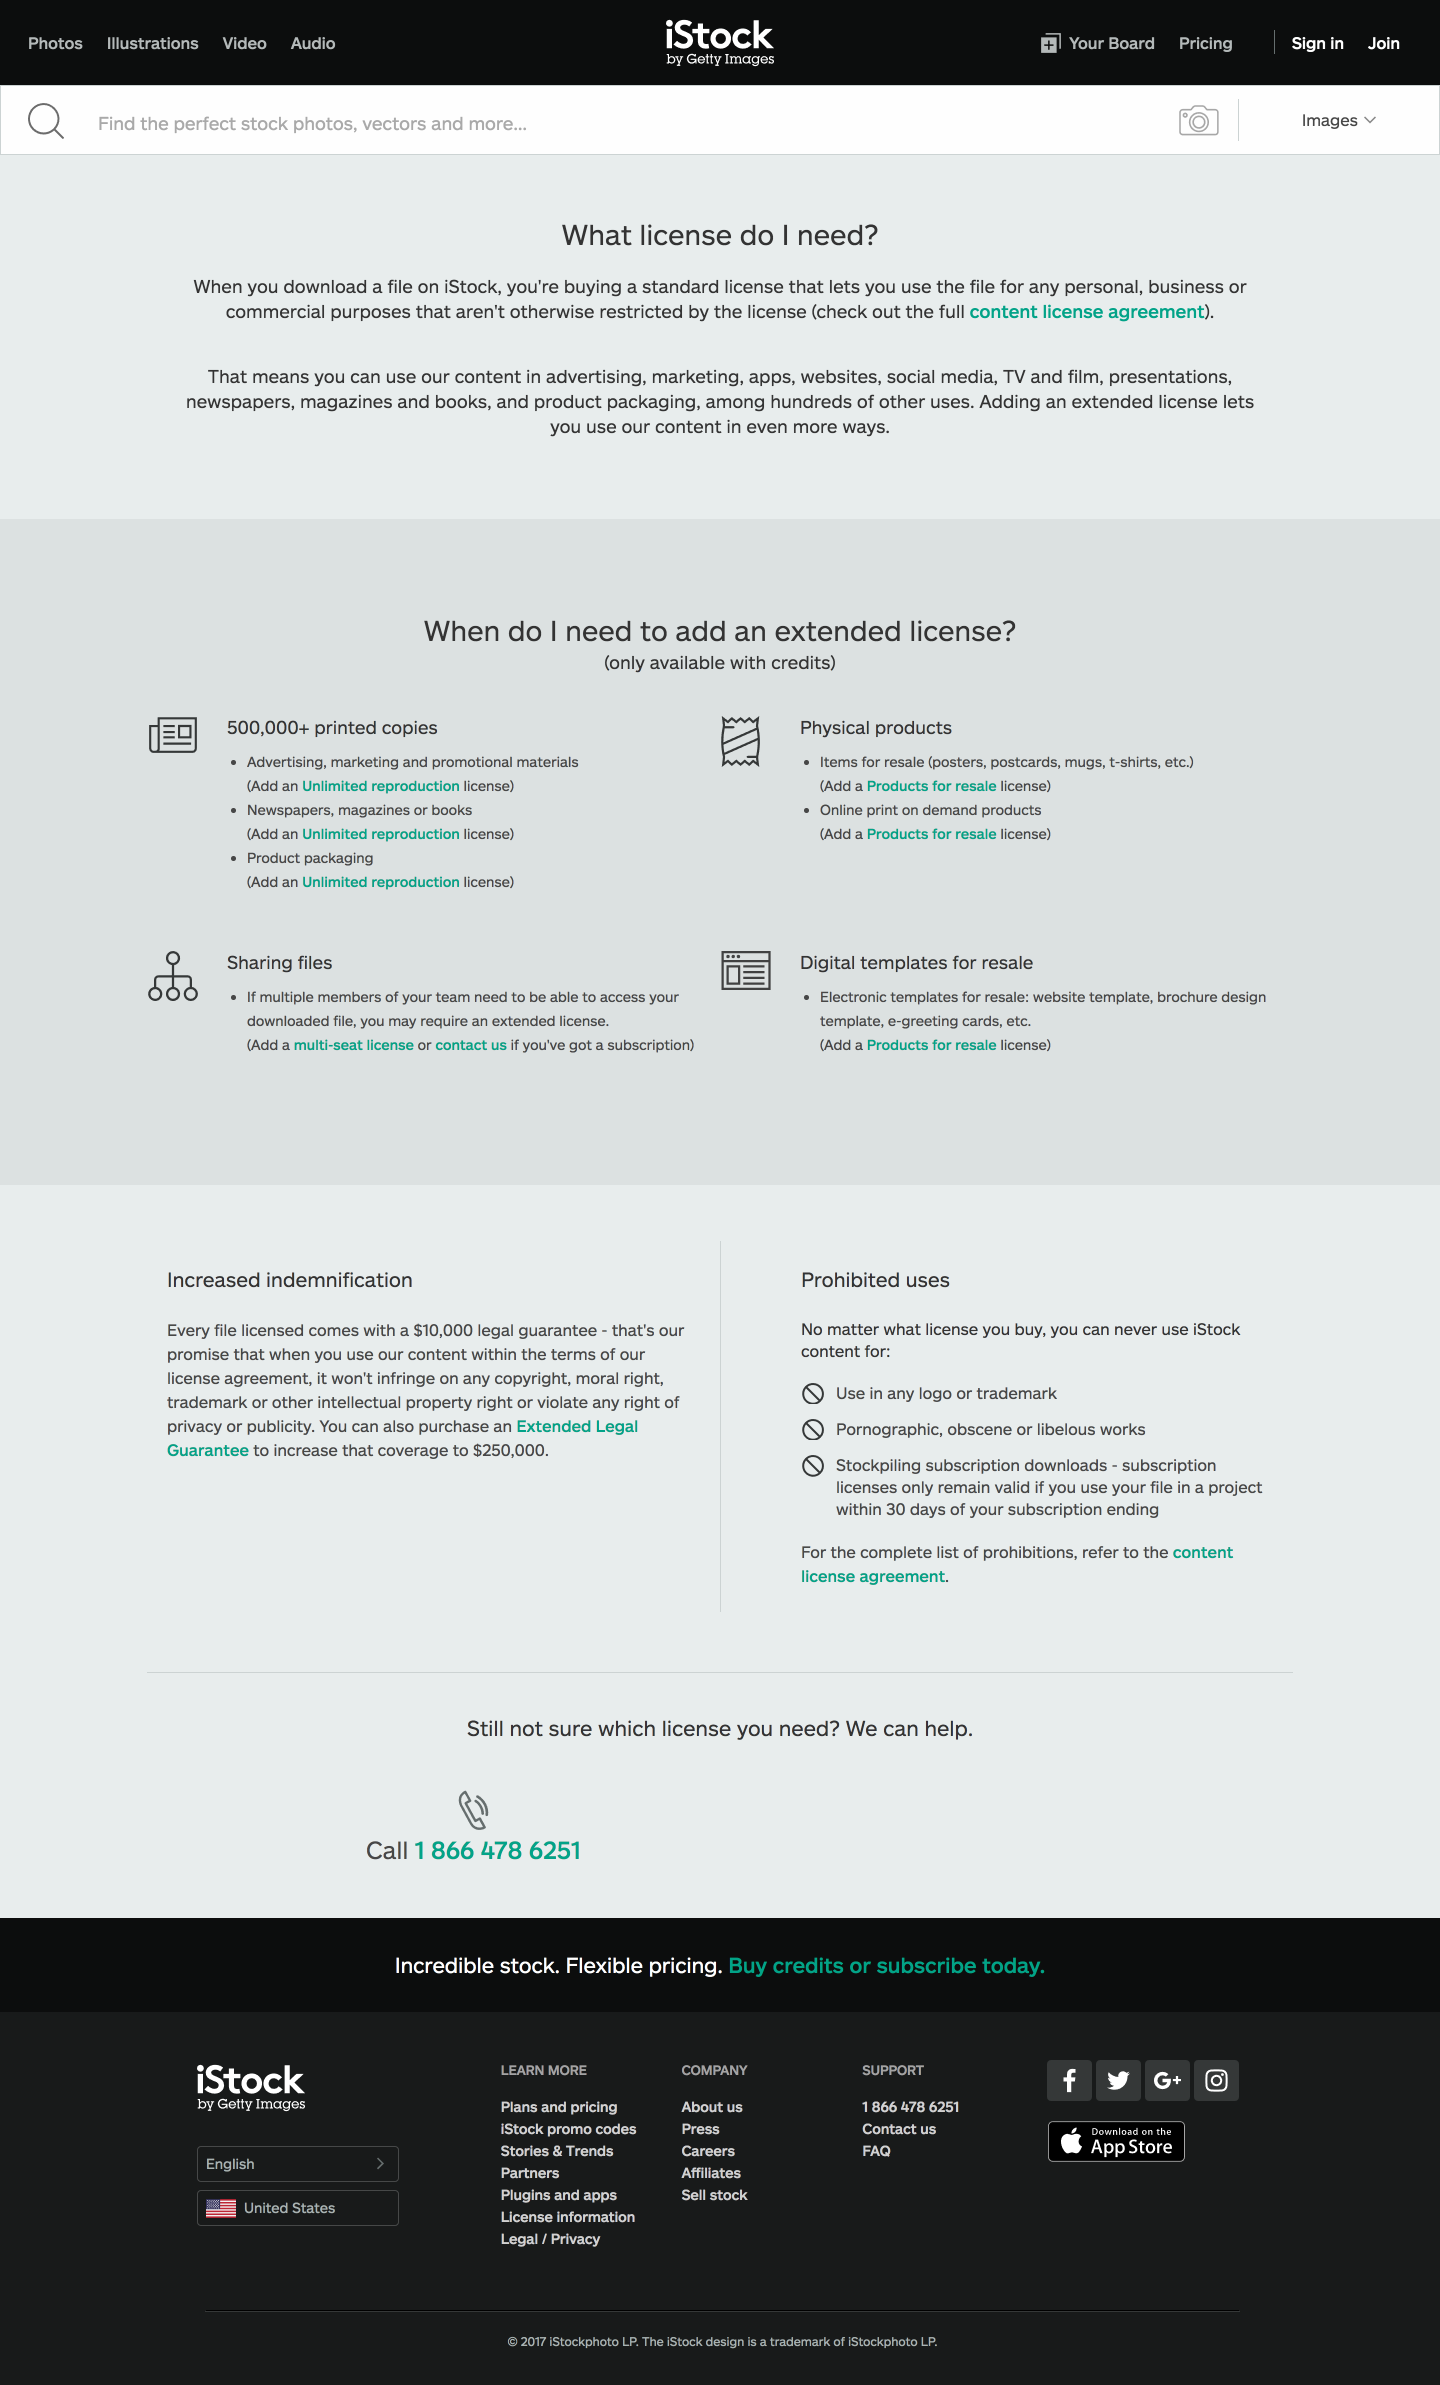 Photos Illustrations Video Audio
iStock
by Getty Images
Your Board Pricing Sign in Join
Find the perfect stock photos, vectors and more...
Images
What license do I need?
When you download a file on iStock, you're buying a standard license that lets you use the file for any personal, business or
commercial purposes that aren't otherwise restricted by the license (check out the full content license agreement).
That means you can use our content in advertising, marketing, apps, websites, social media, TV and film, presentations,
newspapers, magazines and books, and product packaging, among hundreds of other uses. Adding an extended license lets
you use our content in even more ways.
When do I need to add an extended license?
(only available with credits)
500,000+ printed copies
• Advertising, marketing and promotional materials
(Add an Unlimited reproduction license)
• Newspapers, magazines or books
(Add an Unlimited reproduction license)
• Product packaging
(Add an Unlimited reproduction license)
Physical products
• Items for resale (posters, postcards, mugs, t-shirts, etc.)
(Add a Products for resale license)
• Online print on demand products
(Add a Products for resale license)
Sharing files
• If multiple members of your team need to be able to access your
downloaded file, you may require an extended license.
(Add a multi-seat license or contact us if you've got a subscription)
Digital templates for resale
• Electronic templates for resale: website template, brochure design
template, e-greeting cards, etc.
(Add a Products for resale license)
Increased indemnification
Every file licensed comes with a $10,000 legal guarantee - that's our
promise that when you use our content within the terms of our
license agreement, it won't infringe on any copyright, moral right,
trademark or other intellectual property right or violate any right of
privacy or publicity. You can also purchase an Extended Legal
Guarantee to increase that coverage to $250,000.
Prohibited uses
No matter what license you buy, you can never use iStock
content for:
Use in any logo or trademark
Pornographic, obscene or libelous works
Stockpiling subscription downloads - subscription
licenses only remain valid if you use your file in a project
within 30 days of your subscription ending
For the complete list of prohibitions, refer to the content
license agreement.
Still not sure which license you need? We can help.
Call 1 866 478 6251
Incredible stock. Flexible pricing. Buy credits or subscribe today.
iStock
by Getty Images
English
United States
LEARN MORE
Plans and pricing
iStock promo codes
Stories & Trends
Partners
Plugins and apps
License information
Legal / Privacy
COMPANY
About us
Press
Careers
Affiliates
Sell stock
SUPPORT
1 866 478 6251
Contact us
FAQ
G+
Download on the
App Store
© 2017 iStockphoto LP. The iStock design is a trademark of iStockphoto LP.